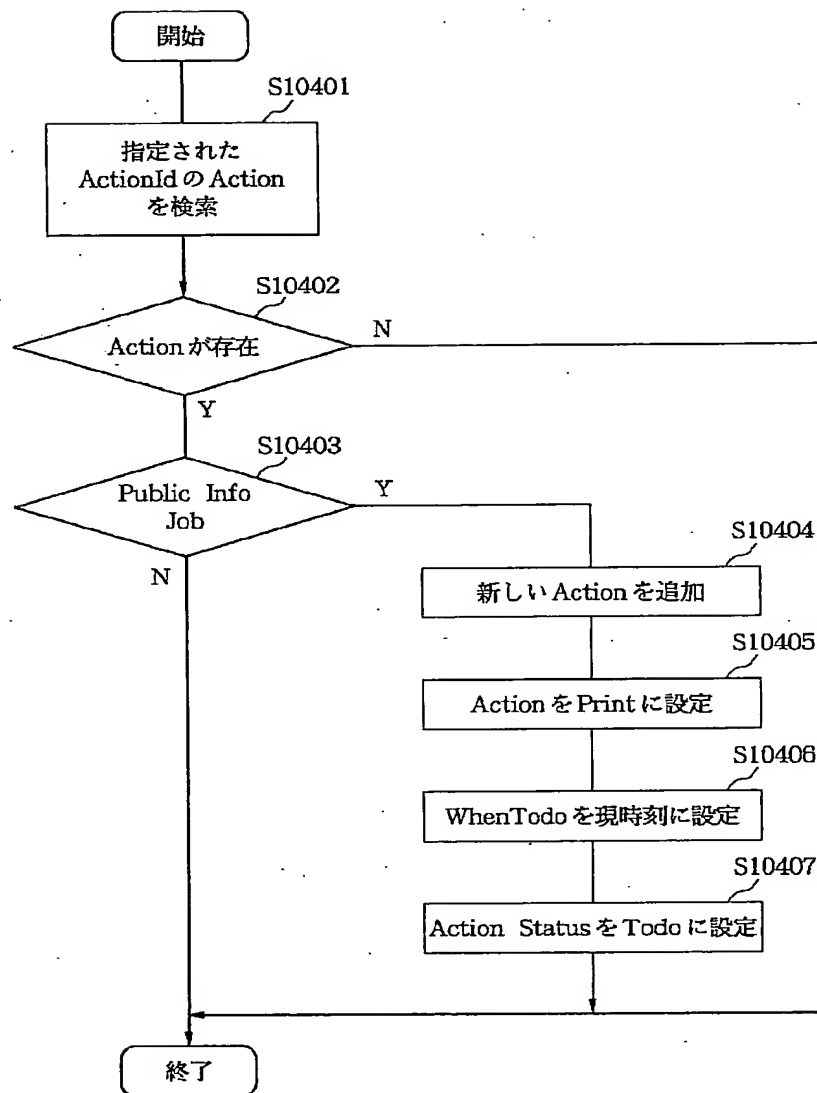 開始
S10401
指定された
ActionIdのAction
を検索
S10402
Actionが存在
N
Y
S10403
Public Info
Job
Y
N
S10404
新しいActionを追加
S10405
ActionをPrintに設定
S10406
WhenTodoを現時刻に設定
S10407
Action StatusをTodoに設定
終了